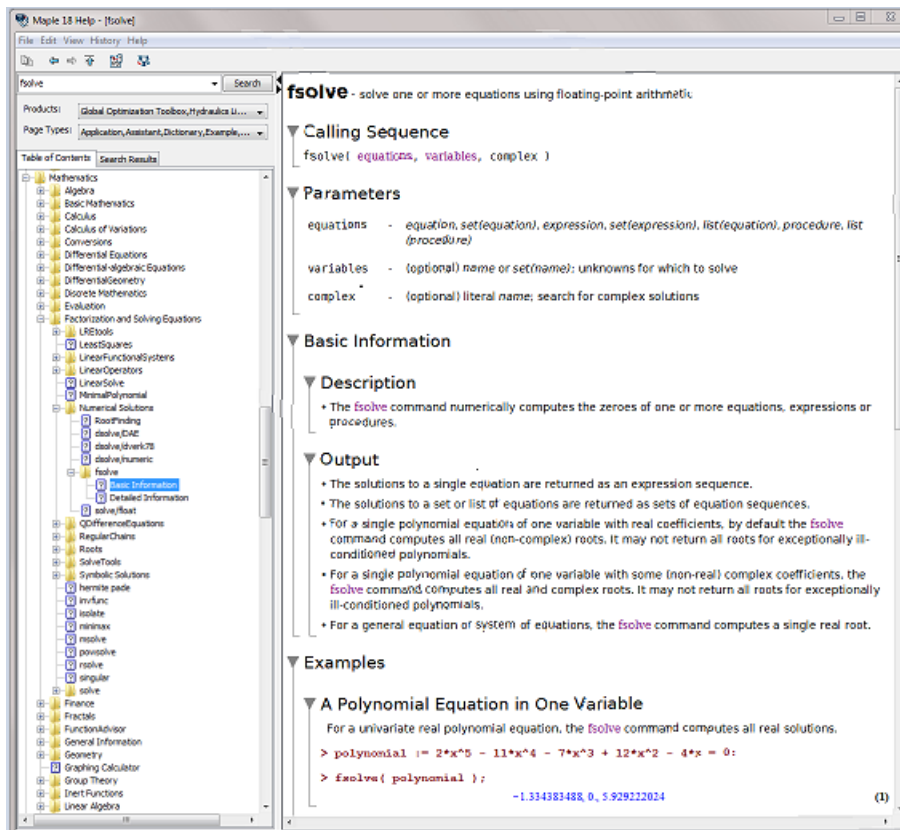 Maple 18 Help - [fsolve]
File Edit View History Help
fsolve
Search
Products:
Global Optimization Toolbox,Hydraulics Li...
Page Types:
Application,Assistant,Dictionary,Example,...
Table of Contents
Search Results
Mathematics
Algebra
Basic Mathematics
Calculus
Calculus of Variations
Conversions
Differential Equations
Differential-algebraic Equations
DifferentialGeometry
Discrete Mathematics
Evaluation
Factorization and Solving Equations
LREtools
LeastSquares
LinearFunctionalSystems
LinearOperators
LinearSolve
MinimalPolynomial
Numerical Solutions
RootFinding
dsolve/DAE
dsolve/dverk78
dsolve/numeric
fsolve
Basic Information
Detailed Information
solve/float
QDifferenceEquations
RegularChains
Roots
SolveTools
Symbolic Solutions
hermite pade
invfunc
isolate
minimax
msolve
powsolve
rsolve
singular
solve
Finance
Fractals
FunctionAdvisor
General Information
Geometry
Graphing Calculator
Group Theory
Inert Functions
Linear Algebra
fsolve - solve one or more equations using floating-point arithmetic
Calling Sequence
fsolve( equations, variables, complex )
Parameters
equations - equation, set(equation), expression, set(expression), list(equation), procedure, list
(procedure)
variables - (optional) name or set(name); unknowns for which to solve
complex - (optional) literal name; search for complex solutions
Basic Information
Description
• The fsolve command numerically computes the zeroes of one or more equations, expressions or
procedures.
Output
• The solutions to a single equation are returned as an expression sequence.
• The solutions to a set or list of equations are returned as sets of equation sequences.
• For a single polynomial equation of one variable with real coefficients, by default the fsolve
command computes all real (non-complex) roots. It may not return all roots for exceptionally ill-
conditioned polynomials.
• For a single polynomial equation of one variable with some (non-real) complex coefficients, the
fsolve command computes all real and complex roots. It may not return all roots for exceptionally
ill-conditioned polynomials.
• For a general equation or system of equations, the fsolve command computes a single real root.
Examples
A Polynomial Equation in One Variable
For a univariate real polynomial equation, the fsolve command computes all real solutions.
> polynomial := 2*x^5 - 11*x^4 - 7*x^3 + 12*x^2 - 4*x = 0:
> fsolve( polynomial );
-1.334383488, 0., 5.929222024 (1)